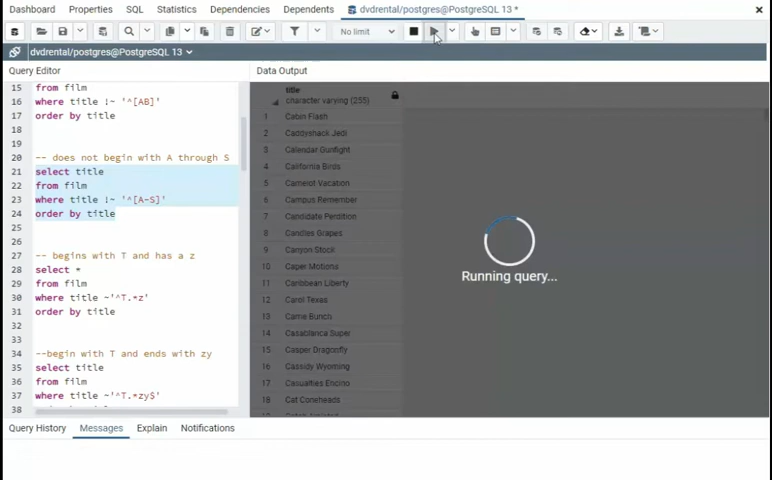 Dashboard Properties SQL Statistics Dependencies Dependents dvdrental/postgres@PostgreSQL 13 *
No limit
dvdrental/postgres@PostgreSQL 13
Query Editor
Data Output
15 from film
16 where title !~ '^[AB]'
17 order by title
18
19
20 -- does not begin with A through S
21 select title
22 from film
23 where title !~ '^[A-S]'
24 order by title
25
26
27 -- begins with T and has a z
28 select *
29 from film
30 where title ~'^T.*z'
31 order by title
32
33
34 --begin with T and ends with zy
35 select title
36 from film
37 where title ~'^T.*zy$'
38
title
character varying (255)
1 Cabin Flash
2 Caddyshack Jedi
3 Calendar Gunfight
4 California Birds
5 Camelot Vacation
6 Campus Remember
7 Candidate Perdition
8 Candles Grapes
9 Canyon Stock
10 Caper Motions
11 Caribbean Liberty
12 Carol Texas
13 Carrie Bunch
14 Casablanca Super
15 Casper Dragonfly
16 Cassidy Wyoming
17 Casualties Encino
18 Cat Coneheads
Running query...
Query History Messages Explain Notifications